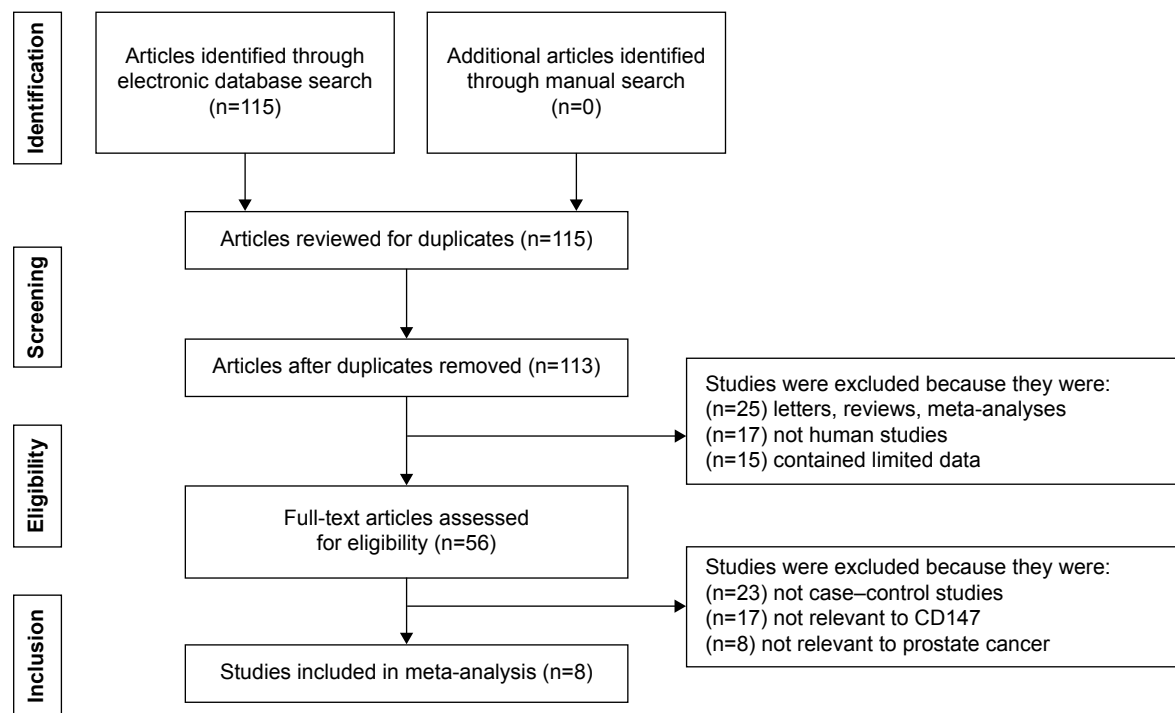 Identification
Articles identified through
electronic database search
(n=115)
Additional articles identified
through manual search
(n=0)
Articles reviewed for duplicates (n=115)
Screening
Articles after duplicates removed (n=113)
Studies were excluded because they were:
(n=25) letters, reviews, meta-analyses
(n=17) not human studies
(n=15) contained limited data
Eligibility
Full-text articles assessed
for eligibility (n=56)
Studies were excluded because they were:
(n=23) not case–control studies
(n=17) not relevant to CD147
(n=8) not relevant to prostate cancer
Inclusion
Studies included in meta-analysis (n=8)